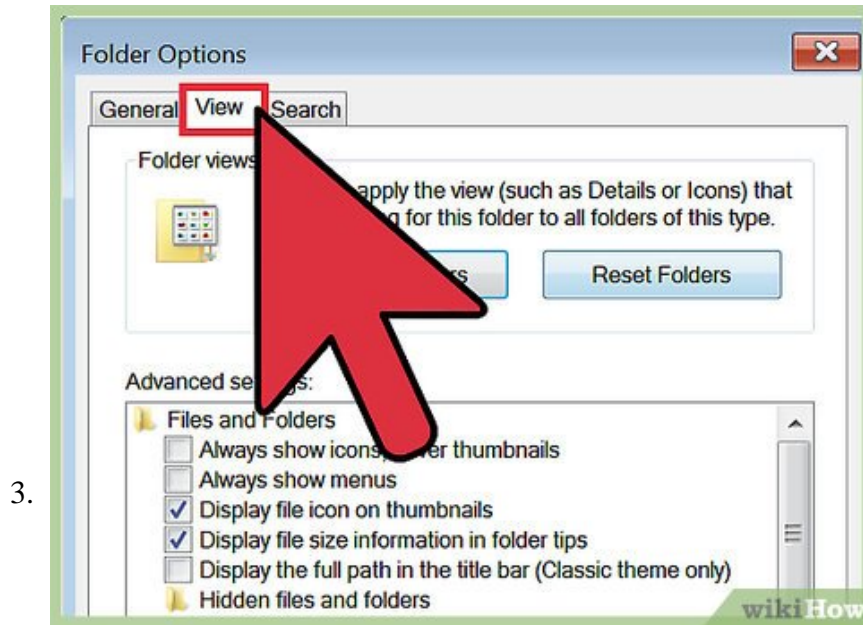 Folder Options
General View Search
Folder views
apply the view (such as Details or Icons) that
for this folder to all folders of this type.
Reset Folders
Advanced
Files and Folders
Always show icons, thumbnails
Always show menus
3.
Display file icon on thumbnails
Display file size information in folder tips
Display the full path in the title bar (Classic theme only)
Hidden files and folders
wikiHow